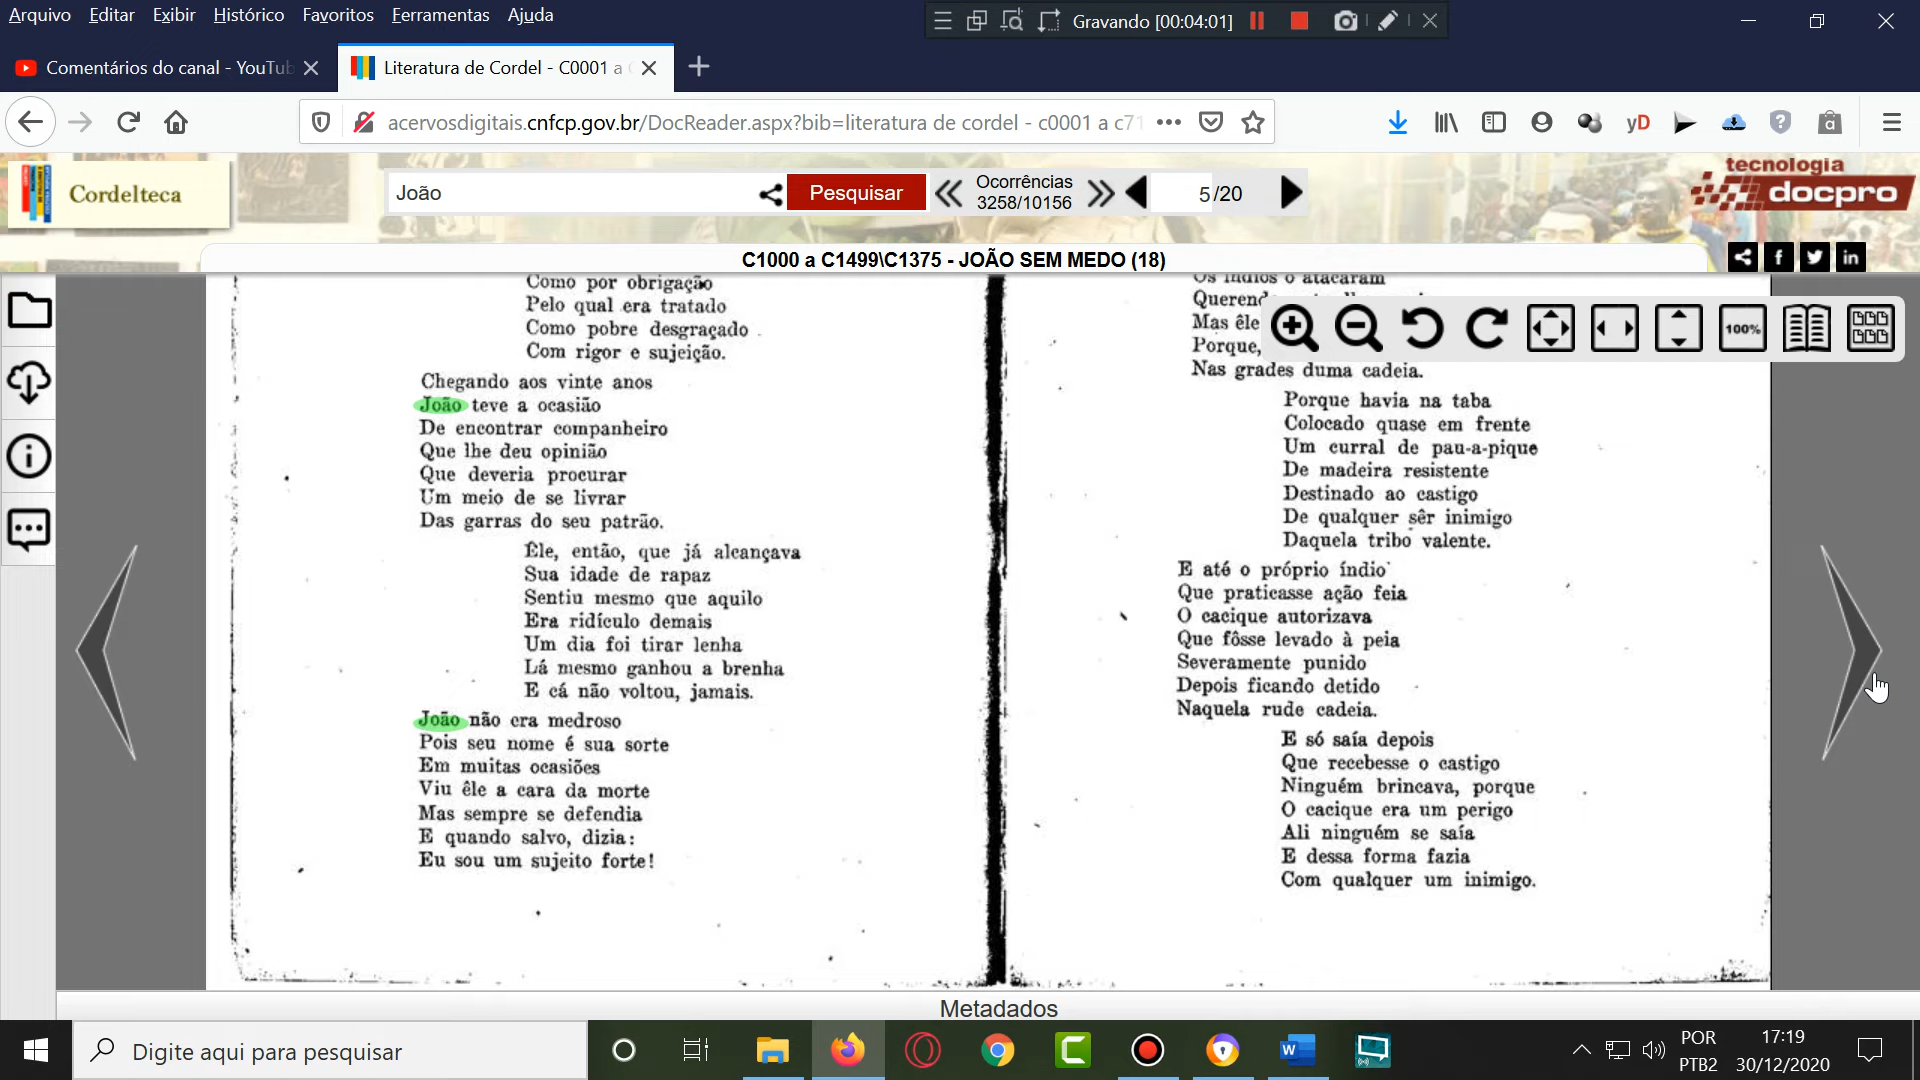 Arquivo Editar Exibir Histórico Favoritos Ferramentas Ajuda
Gravando [00:04:01]
Comentários do canal - YouTub
Literatura de Cordel - C0001 a
acervosdigitais.cnfcp.gov.br/DocReader.aspx?bib=literatura de cordel - c0001 a c71
yD
Cordelteca
João
Pesquisar
Ocorrências
3258/10156
5/20
tecnologia
docpro
C1000 a C1499\C1375 - JOÃO SEM MEDO (18)
100%
Como por obrigação
Pelo qual era tratado
Como pobre desgraçado
Com rigor e sujeição.
Chegando aos vinte anos
João teve a ocasião
De encontrar companheiro
Que lhe deu opinião
Que deveria procurar
Um meio de se livrar
Das garras do seu patrão.
Êle, então, que já alcançava
Sua idade de rapaz
Sentiu mesmo que aquilo
Era ridículo demais
Um dia foi tirar lenha
Lá mesmo ganhou a brenha
E cá não voltou, jamais.
João não era medroso
Pois seu nome é sua sorte
Em muitas ocasiões
Viu êle a cara da morte
Mas sempre se defendia
E quando salvo, dizia:
Eu sou um sujeito forte!
Os índios o atacaram
Mas êle
Porque,
Nas grades duma cadeia.
Porque havia na taba
Colocado quase em frente
Um curral de pau-a-pique
De madeira resistente
Destinado ao castigo
De qualquer sêr inimigo
Daquela tribo valente.
E até o próprio índio
Que praticasse ação feia
O cacique autorizava
Que fôsse levado à peia
Severamente punido
Depois ficando detido
Naquela rude cadeia.
E só saía depois
Que recebesse o castigo
Ninguém brincava, porque
O cacique era um perigo
Ali ninguém se saía
E dessa forma fazia
Com qualquer um inimigo.
Metadados
Digite aqui para pesquisar
POR
PTB2
17:19
30/12/2020